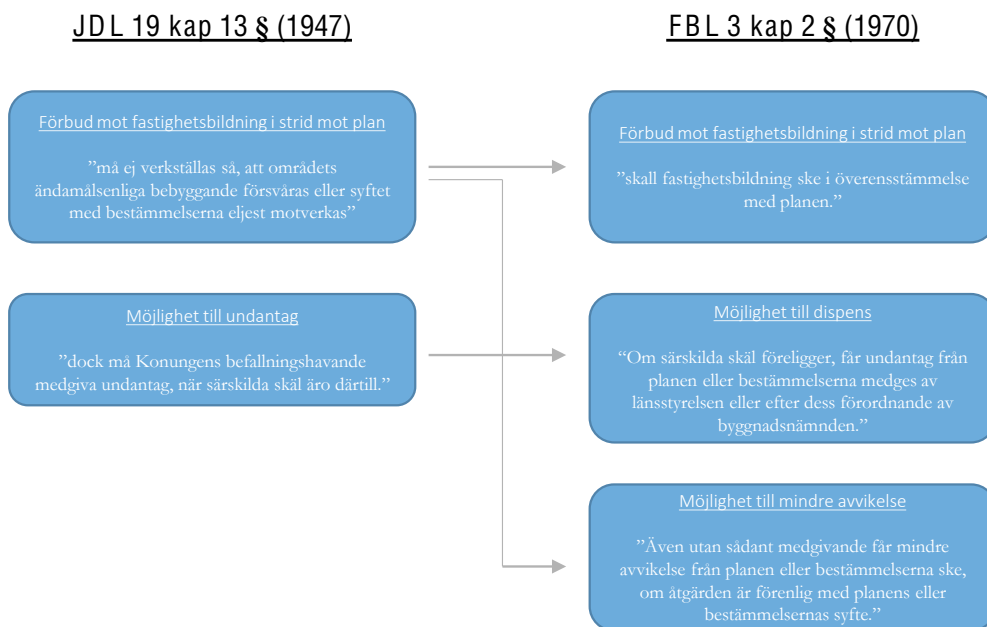 JDL 19 kap 13 § (1947)
Förbud mot fastighetsbildning i strid mot plan
”må ej verkställas så, att områdets
ändamålsenliga bebyggande försvåras eller syftet
med bestämmelserna eljest motverkas”
Möjlighet till undantag
”dock må Konungens befallningshavande
medgiva undantag, när särskilda skäl äro därtill.”
FBL 3 kap 2 § (1970)
Förbud mot fastighetsbildning i strid mot plan
”skall fastighetsbildning ske i överensstämmelse
med planen.”
Möjlighet till dispens
“Om särskilda skäl föreligger, får undantag från
planen eller bestämmelserna medges av
länsstyrelsen eller efter dess förordnande av
byggnadsnämnden.”
Möjlighet till mindre avvikelse
”Även utan sådant medgivande får mindre
avvikelse från planen eller bestämmelserna ske,
om åtgärden är förenlig med planens eller
bestämmelsernas syfte.”